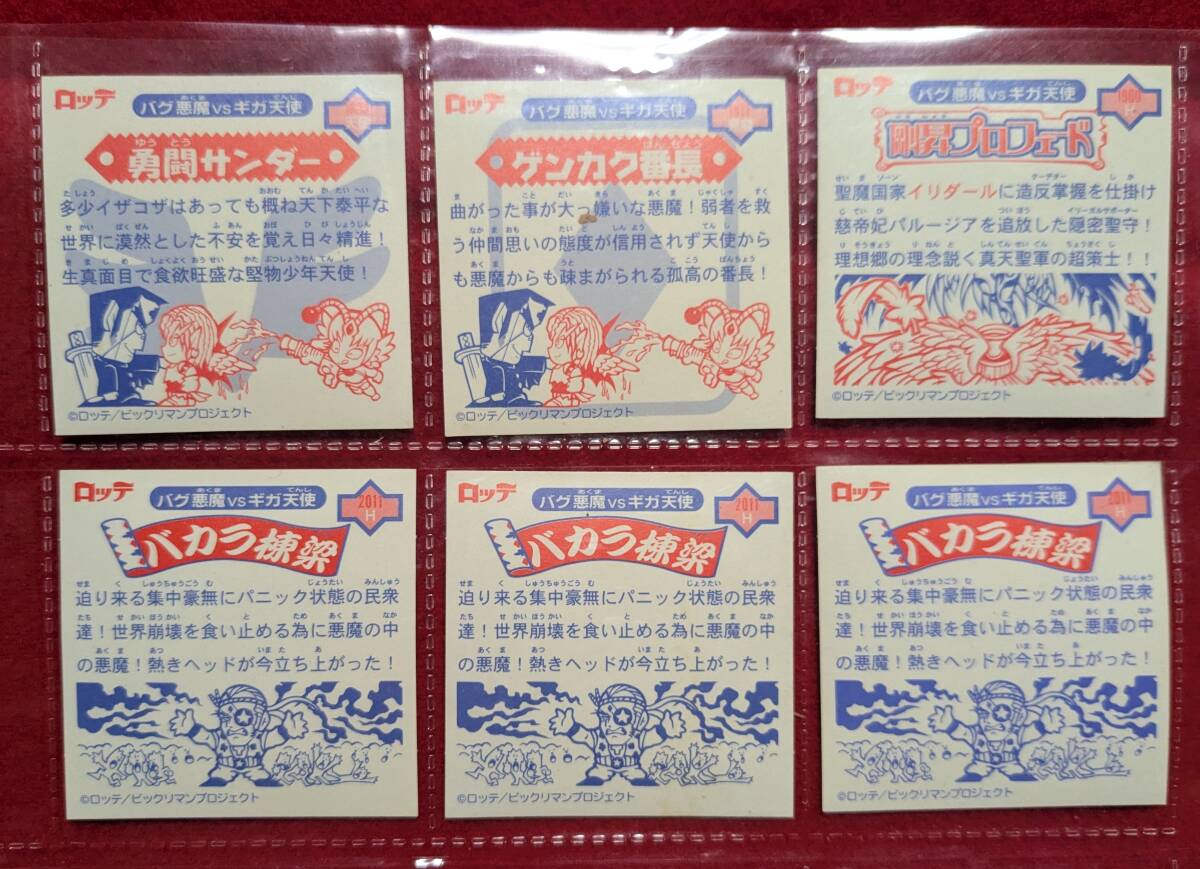 ロッテ
バグ悪魔VSギガ天使
勇闘サンダー
多少イザコザはあっても概ね天下泰平な
世界に漠然とした不安を覚え日々精進！
生真面目で食欲旺盛な堅物少年天使！
©ロッテ/ビックリマンプロジェクト
ロッテ
バグ悪魔VSギガ天使
ゲンカク番長
曲がった事が大っ嫌いな悪魔！弱者を救
う仲間思いの態度が信用されず天使から
も悪魔からも疎まがられる孤高の番長！
©ロッテ/ビックリマンプロジェクト
ロッテ
バグ悪魔VSギガ天使
1909
H
剛昇プロフェード
聖魔国家イリダールに造反掌握を仕掛け
慈帝妃パルージアを追放した隠密聖守！
理想郷の理念説く真天聖軍の超策士！！
©ロッテ/ビックリマンプロジェクト
ロッテ
バグ悪魔VSギガ天使
2011
H
バカラ棟梁
迫り来る集中豪無にパニック状態の民衆
達！世界崩壊を食い止める為に悪魔の中
の悪魔！熱きヘッドが今立ち上がった！
©ロッテ/ビックリマンプロジェクト
ロッテ
バグ悪魔VSギガ天使
2011
H
バカラ棟梁
迫り来る集中豪無にパニック状態の民衆
達！世界崩壊を食い止める為に悪魔の中
の悪魔！熱きヘッドが今立ち上がった！
©ロッテ/ビックリマンプロジェクト
ロッテ
バグ悪魔VSギガ天使
2011
H
バカラ棟梁
迫り来る集中豪無にパニック状態の民衆
達！世界崩壊を食い止める為に悪魔の中
の悪魔！熱きヘッドが今立ち上がった！
©ロッテ/ビックリマンプロジェクト